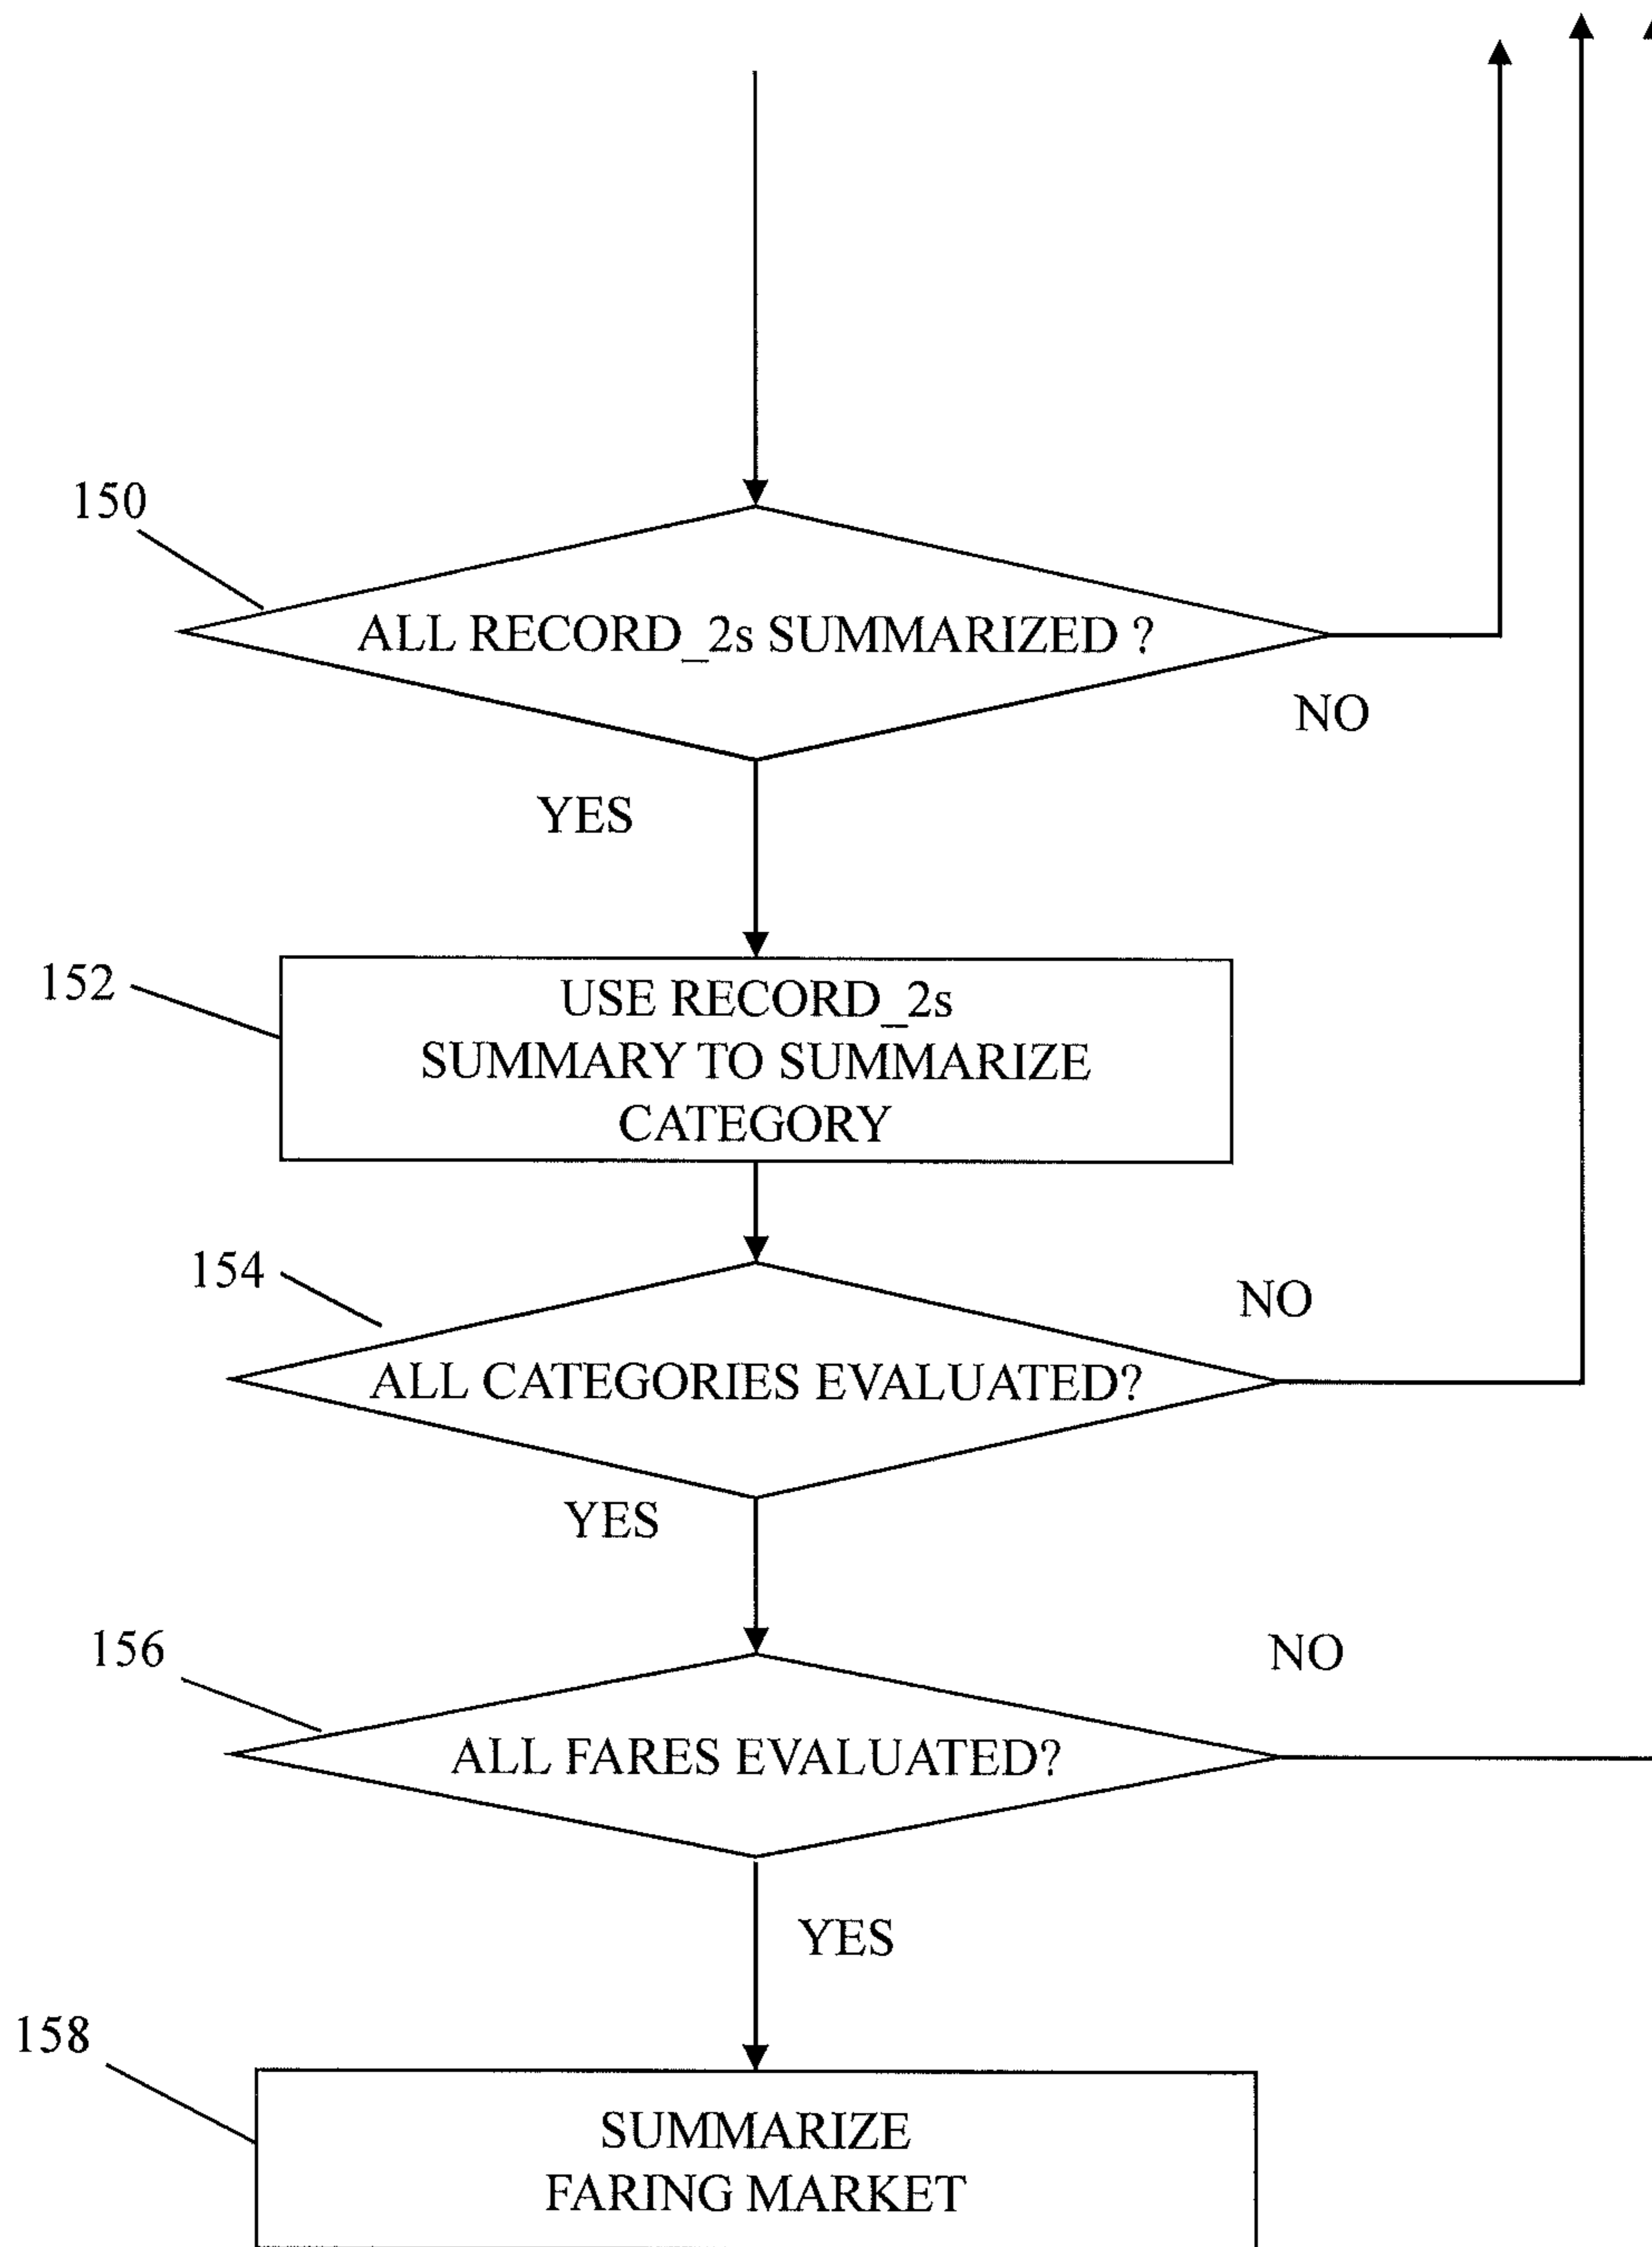 150
ALL RECORD_2s SUMMARIZED ?
NO
YES
152
USE RECORD_2s
SUMMARY TO SUMMARIZE
CATEGORY
154
NO
ALL CATEGORIES EVALUATED?
YES
156
NO
ALL FARES EVALUATED?
YES
158
SUMMARIZE
FARING MARKET